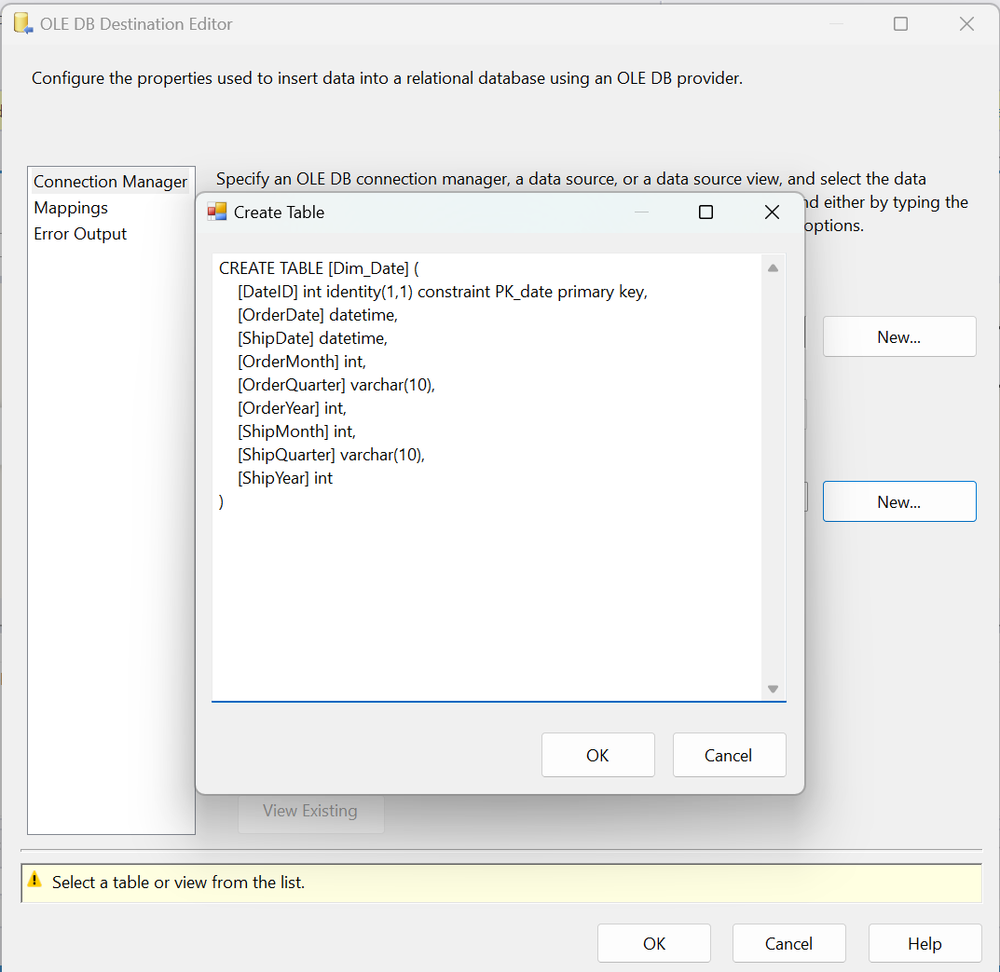 OLE DB Destination Editor
Configure the properties used to insert data into a relational database using an OLE DB provider.
Connection Manager
Mappings
Error Output
Specify an OLE DB connection manager, a data source, or a data source view, and select the data
either by typing the
options.
New...
New...
Create Table
CREATE TABLE [Dim_Date] (
[DateID] int identity(1,1) constraint PK_date primary key,
[OrderDate] datetime,
[ShipDate] datetime,
[OrderMonth] int,
[OrderQuarter] varchar(10),
[OrderYear] int,
[ShipMonth] int,
[ShipQuarter] varchar(10),
[ShipYear] int
)
OK
Cancel
View Existing
Select a table or view from the list.
OK
Cancel
Help